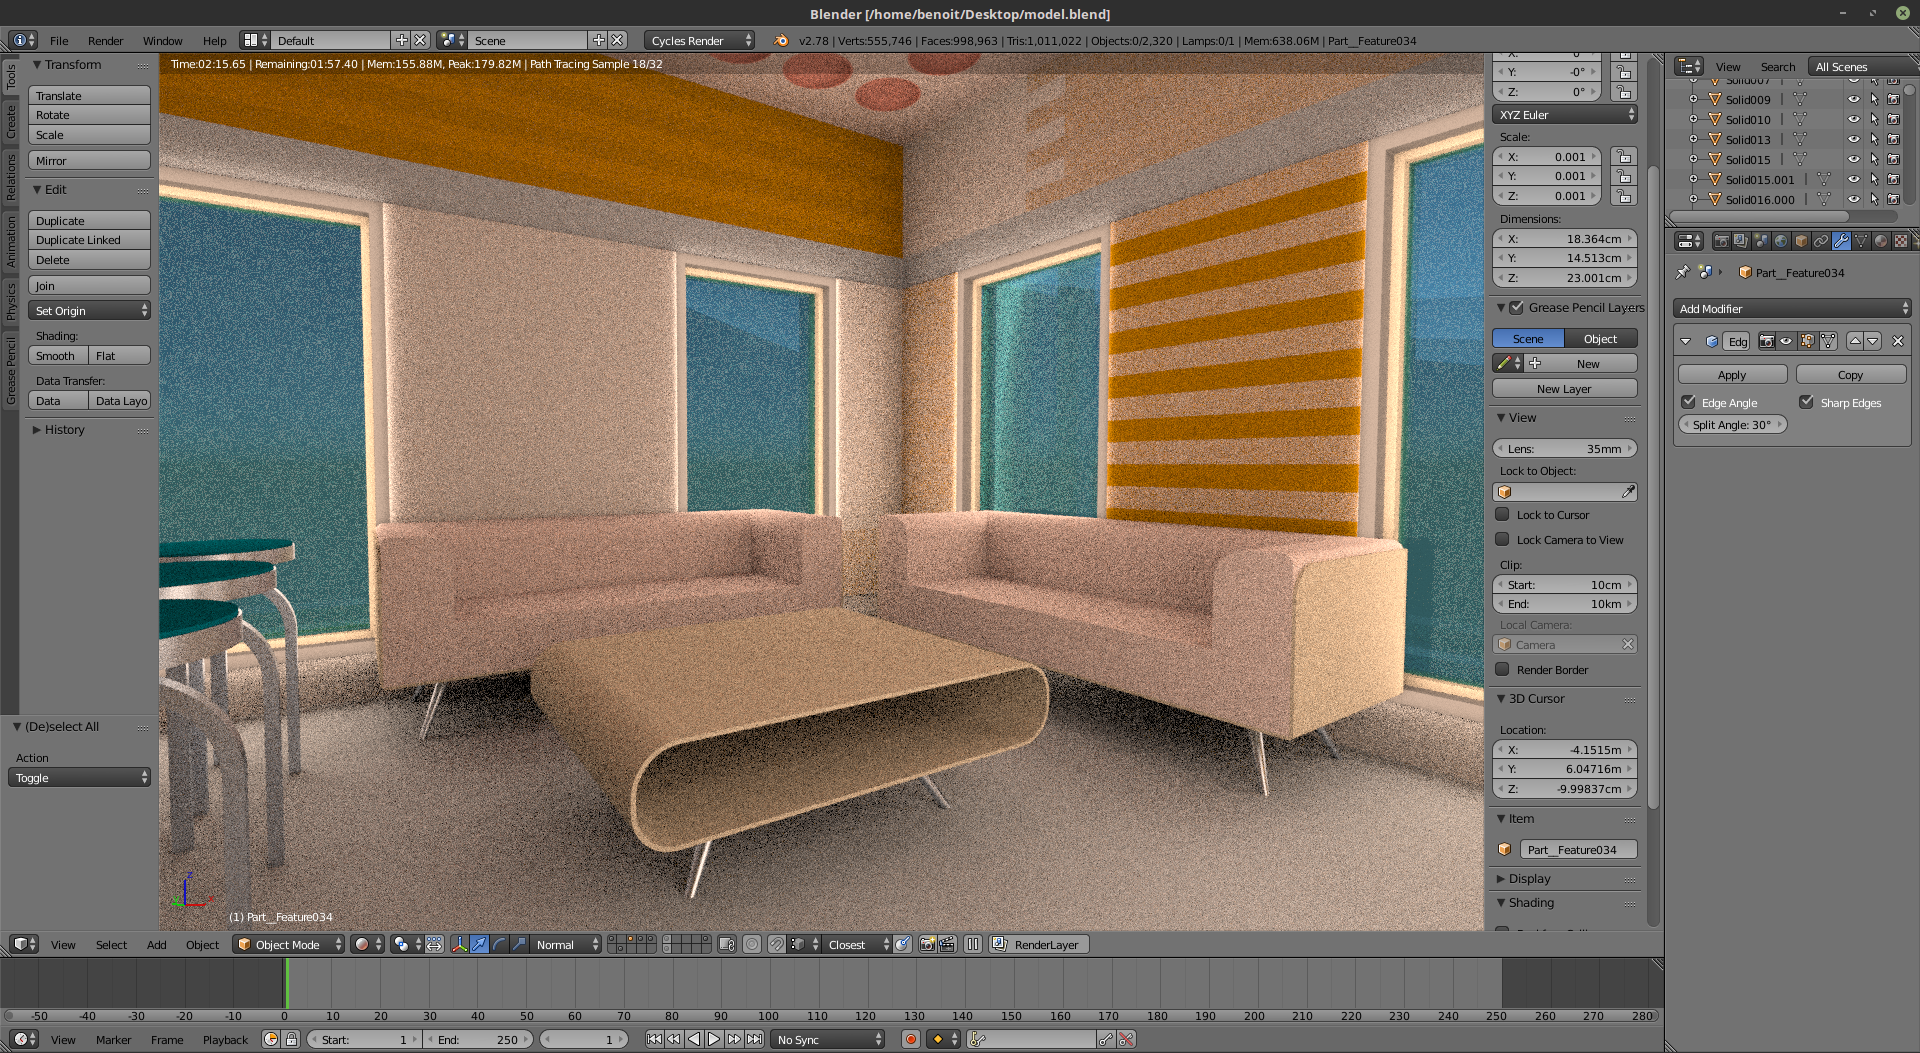 Blender [/home/benoit/Desktop/model.blend]
File Render Window Help Default Scene Cycles Render v2.78 | Verts:555,746 | Faces:998,963 | Tris:1,011,022 | Objects:0/2,320 | Lamps:0/1 | Mem:638.06M | Part__Feature034
Time:02:15.65 | Remaining:01:57.40 | Mem:155.88M, Peak:179.82M | Path Tracing Sample 18/32
Tools
Create
Relations
Animation
Physics
Grease Pencil
Transform
Translate
Rotate
Scale
Mirror
Edit
Duplicate
Duplicate Linked
Delete
Join
Set Origin
Shading:
Smooth Flat
Data Transfer:
Data Data Layo
History
(De)select All
Action
Toggle
z
(1) Part__Feature034
Y: -0°
Z: 0°
XYZ Euler
Scale:
X: 0.001
Y: 0.001
Z: 0.001
Dimensions:
X: 18.364cm
Y: 14.513cm
Z: 23.001cm
Grease Pencil Layers
Scene Object
New
New Layer
View
Lens: 35mm
Lock to Object:
Lock to Cursor
Lock Camera to View
Clip:
Start: 10cm
End: 10km
Local Camera:
Camera
Render Border
3D Cursor
Location:
X: -4.1515m
Y: 6.04716m
Z: -9.99837cm
Item
Part__Feature034
Display
Shading
View Search All Scenes
Solid007
Solid009
Solid010
Solid013
Solid015
Solid015.001
Solid016.000
Part__Feature034
Add Modifier
Edg
Apply Copy
Edge Angle Sharp Edges
Split Angle: 30°
View Select Add Object Object Mode Normal Closest RenderLayer
-50 -40 -30 -20 -10 0 10 20 30 40 50 60 70 80 90 100 110 120 130 140 150 160 170 180 190 200 210 220 230 240 250 260 270 280
View Marker Frame Playback Start: 1 End: 250 1 No Sync